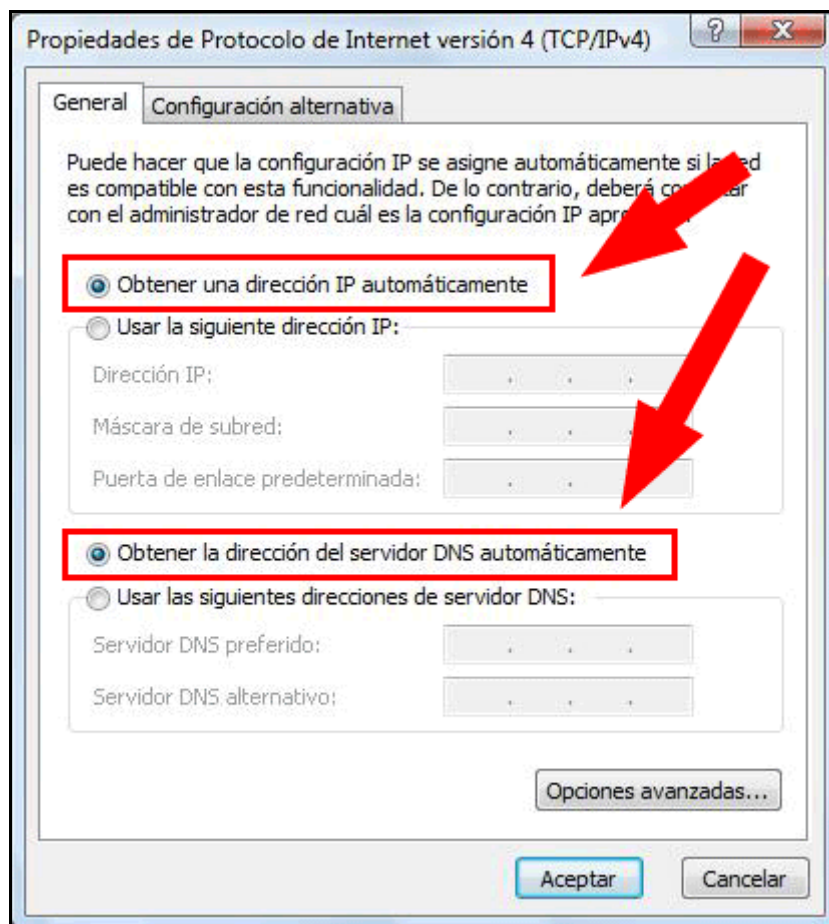 Propiedades de Protocolo de Internet versión 4 (TCP/IPv4)
General
Configuración alternativa
Puede hacer que la configuración IP se asigne automáticamente si la red
es compatible con esta funcionalidad. De lo contrario, deberá
con el administrador de red cuál es la configuración IP
Obtener una dirección IP automáticamente
Usar la siguiente dirección IP:
Dirección IP:
Máscara de subred:
Puerta de enlace predeterminada:
Obtener la dirección del servidor DNS automáticamente
Usar las siguientes direcciones de servidor DNS:
Servidor DNS preferido:
Servidor DNS alternativo:
Opciones avanzadas...
Aceptar
Cancelar